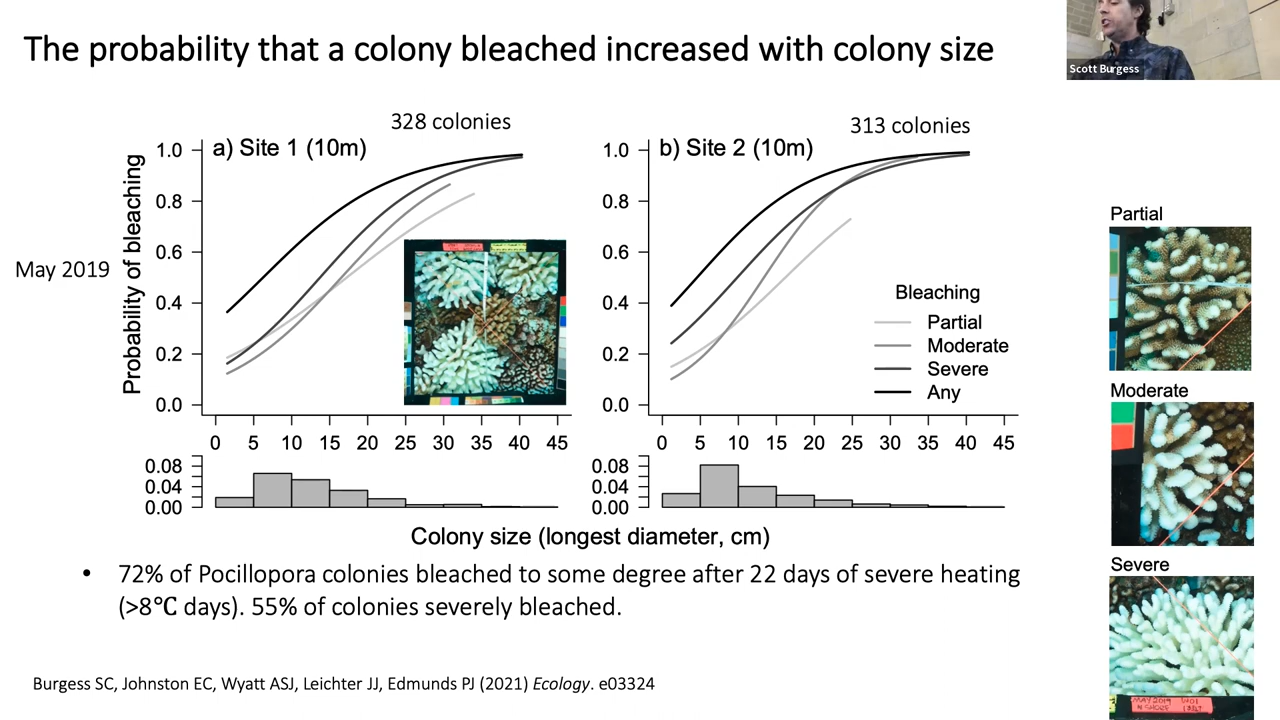 The probability that a colony bleached increased with colony size
Scott Burgess
328 colonies
313 colonies
a) Site 1 (10m)
b) Site 2 (10m)
May 2019
Probability of bleaching
1.0
0.8
0.6
0.4
0.2
0.0
1.0
0.8
0.6
0.4
0.2
0.0
Bleaching
Partial
Moderate
Severe
Any
0 5 10 15 20 25 30 35 40 45
0 5 10 15 20 25 30 35 40 45
0.08
0.04
0.00
0.08
0.04
0.00
Colony size (longest diameter, cm)
Partial
Moderate
Severe
MAY 2019
• 72% of Pocillopora colonies bleached to some degree after 22 days of severe heating
(>8℃ days). 55% of colonies severely bleached.
Burgess SC, Johnston EC, Wyatt ASJ, Leichter JJ, Edmunds PJ (2021) Ecology. e03324